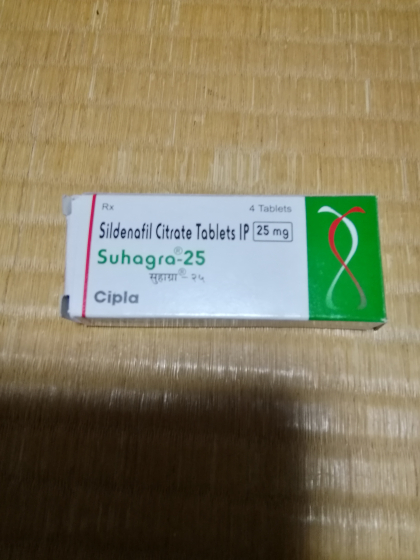 Rx
4 Tablets
Sildenafil Citrate Tablets IP 25 mg
Suhagra®-25
सुहाग्रा®-२५
Cipla